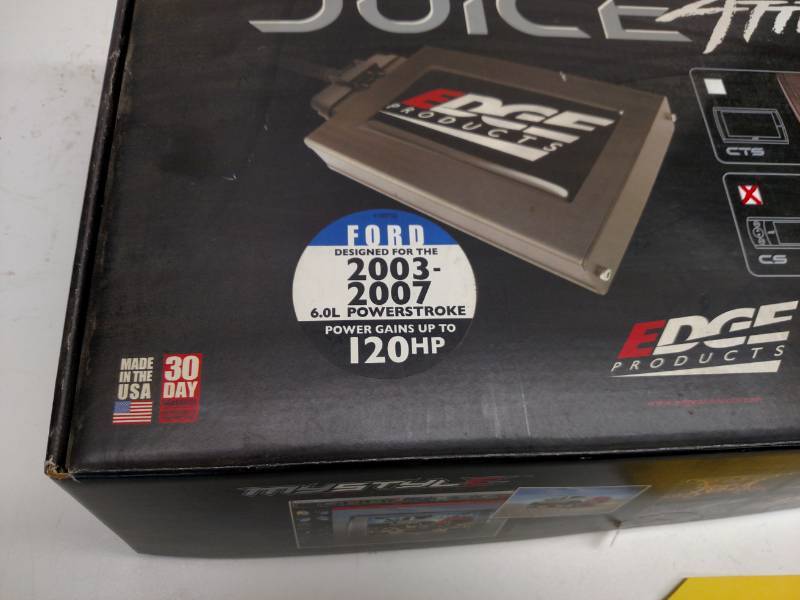 JUICE
EDGE
PRODUCTS
CTS
CS
FORD
DESIGNED FOR THE
2003-
2007
6.0L POWERSTROKE
POWER GAINS UP TO
120HP
EDGE
PRODUCTS
MADE
IN THE
USA
30
DAY
MYSTYLE